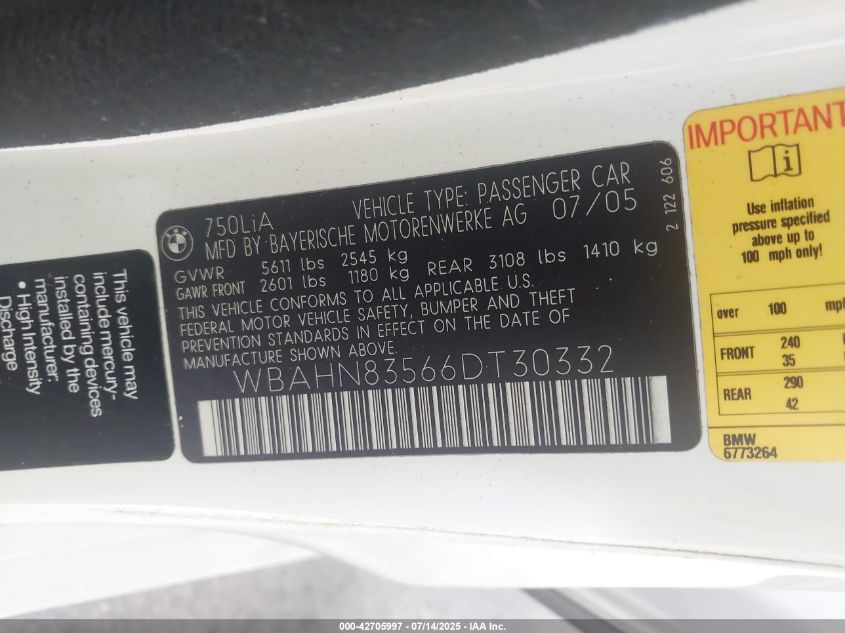 750LiA VEHICLE TYPE: PASSENGER CAR
MFD BY BAYERISCHE MOTORENWERKE AG 07/05
GVWR 5611 lbs 2545 kg
GAWR FRONT 2601 lbs 1180 kg REAR 3108 lbs 1410 kg
THIS VEHICLE CONFORMS TO ALL APPLICABLE U.S.
FEDERAL MOTOR VEHICLE SAFETY, BUMPER AND THEFT
PREVENTION STANDARDS IN EFFECT ON THE DATE OF
MANUFACTURE SHOWN ABOVE.
WBAHN83566DT30332
2 122 606
This vehicle may
include mercury-
containing devices
installed by the
manufacturer:
• High Intensity
Discharge
IMPORTANT
i
Use inflation
pressure specified
above up to
100 mph only!
over 100 mph
FRONT 240
35
REAR 290
42
BMW
6773264
000-42705997 - 07/14/2025 - IAA Inc.